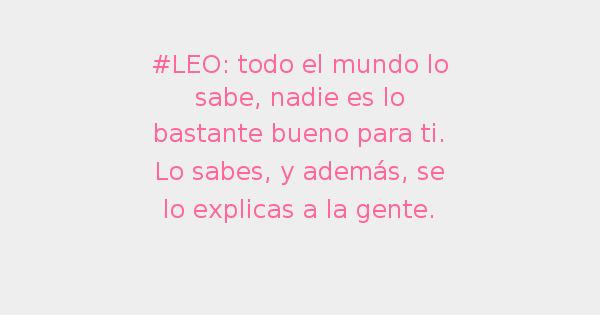 #LEO: todo el mundo lo
sabe, nadie es lo
bastante bueno para ti.
Lo sabes, y además, se
lo explicas a la gente.